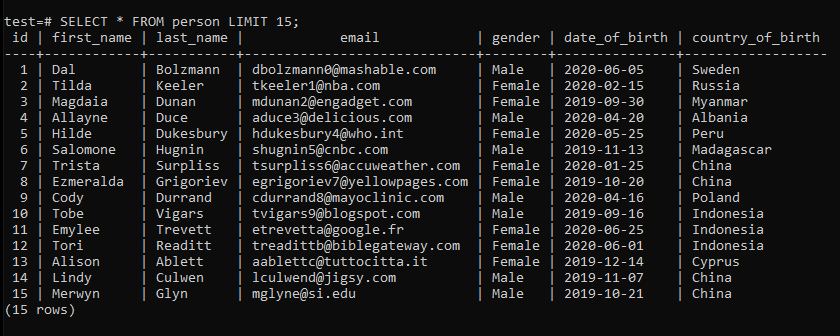 test=# SELECT * FROM person LIMIT 15;
 id | first_name | last_name |            email            | gender | date_of_birth | country_of_birth
----+------------+-----------+-----------------------------+--------+---------------+------------------
  1 | Dal        | Bolzmann  | dbolzmann0@mashable.com     | Male   | 2020-06-05    | Sweden
  2 | Tilda      | Keeler    | tkeeler1@nba.com            | Female | 2020-02-15    | Russia
  3 | Magdaia    | Dunan     | mdunan2@engadget.com        | Female | 2019-09-30    | Myanmar
  4 | Allayne    | Duce      | aduce3@delicious.com        | Male   | 2020-04-20    | Albania
  5 | Hilde      | Dukesbury | hdukesbury4@who.int         | Female | 2020-05-25    | Peru
  6 | Salomone   | Hugnin    | shugnin5@cnbc.com           | Male   | 2019-11-13    | Madagascar
  7 | Trista     | Surpliss  | tsurpliss6@accuweather.com  | Female | 2020-01-25    | China
  8 | Ezmeralda  | Grigoriev | egrigoriev7@yellowpages.com | Female | 2019-10-20    | China
  9 | Cody       | Durrand   | cdurrand8@mayoclinic.com    | Male   | 2020-04-16    | Poland
 10 | Tobe       | Vigars    | tvigars9@blogspot.com       | Male   | 2019-09-16    | Indonesia
 11 | Emylee     | Trevett   | etrevetta@google.fr         | Female | 2020-06-25    | Indonesia
 12 | Tori       | Readitt   | treadittb@biblegateway.com  | Female | 2020-06-01    | Indonesia
 13 | Alison     | Ablett    | aablettc@tuttocitta.it      | Female | 2019-12-14    | Cyprus
 14 | Lindy      | Culwen    | lculwend@jigsy.com          | Male   | 2019-11-07    | China
 15 | Merwyn     | Glyn      | mglyne@si.edu               | Male   | 2019-10-21    | China
(15 rows)